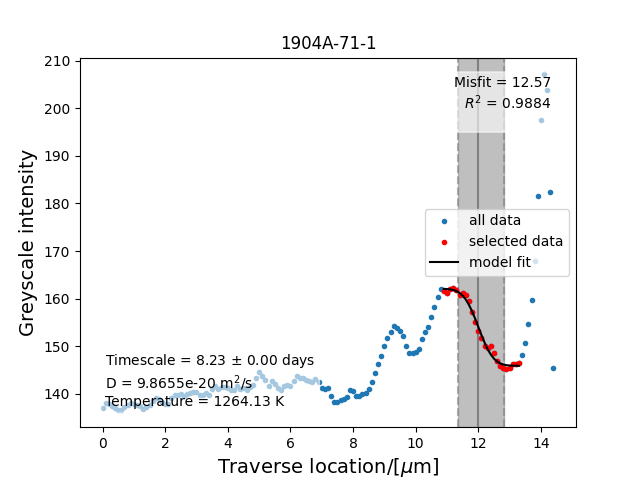 1904A-71-1
Misfit = 12.57
R² = 0.9884
210
200
190
180
170
160
150
140
Greyscale intensity
all data
selected data
model fit
Timescale = 8.23 ± 0.00 days
D = 9.8655e-20 m²/s
Temperature = 1264.13 K
0 2 4 6 8 10 12 14
Traverse location/[μm]